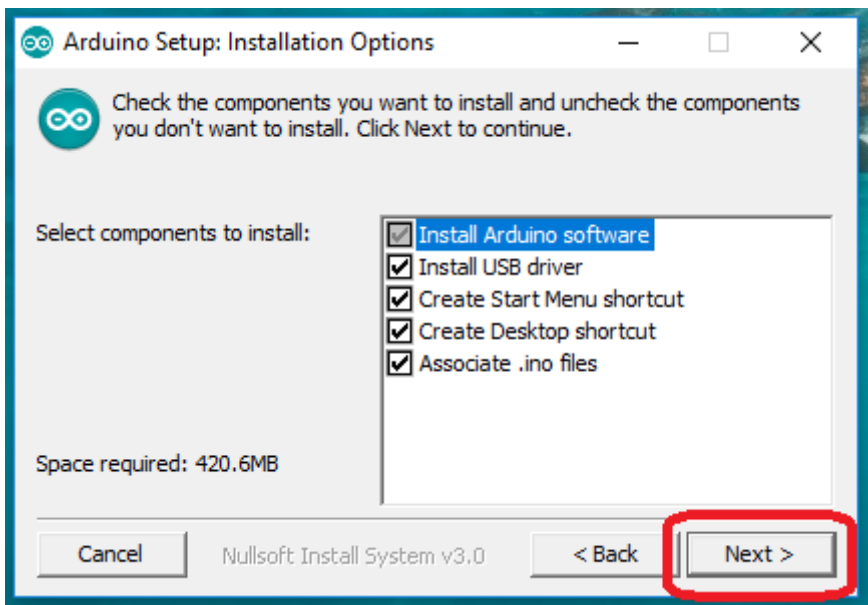 Arduino Setup: Installation Options
Check the components you want to install and uncheck the components
you don't want to install. Click Next to continue.
Select components to install:
Install Arduino software
Install USB driver
Create Start Menu shortcut
Create Desktop shortcut
Associate .ino files
Space required: 420.6MB
Cancel
Nullsoft Install System v3.0
< Back
Next >